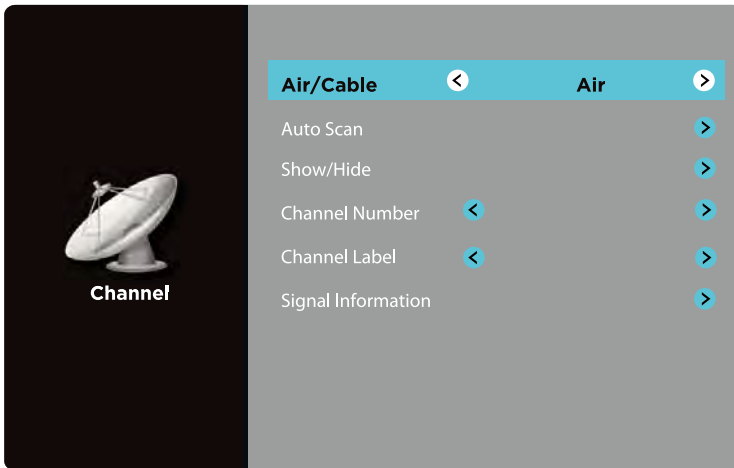 Air/Cable Air
Auto Scan
Show/Hide
Channel Number
Channel Label
Signal Information
Channel